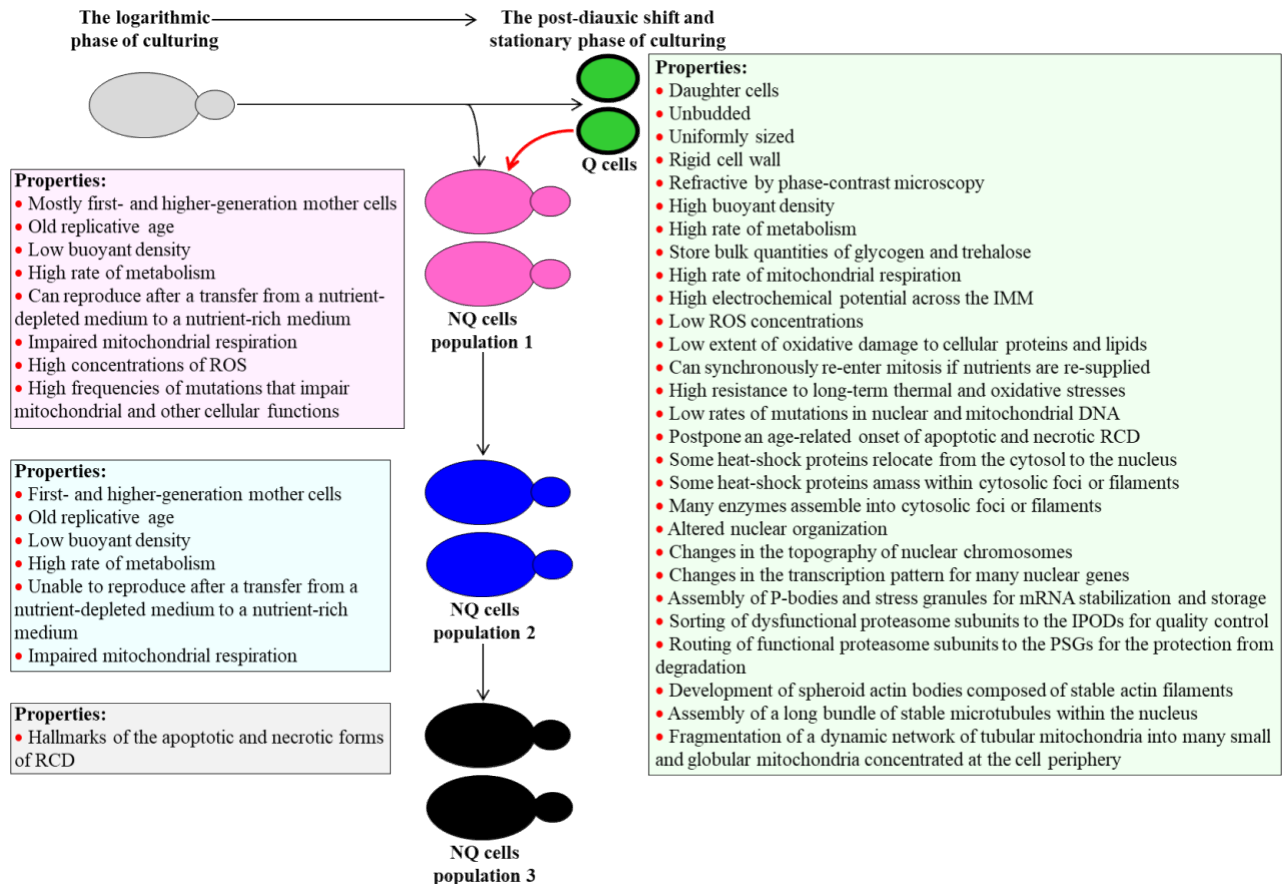 The logarithmic
phase of culturing
The post-diauxic shift and
stationary phase of culturing
Q cells
Properties:
• Mostly first- and higher-generation mother cells
• Old replicative age
• Low buoyant density
• High rate of metabolism
• Can reproduce after a transfer from a nutrient-
depleted medium to a nutrient-rich medium
• Impaired mitochondrial respiration
• High concentrations of ROS
• High frequencies of mutations that impair
mitochondrial and other cellular functions
NQ cells
population 1
Properties:
• First- and higher-generation mother cells
• Old replicative age
• Low buoyant density
• High rate of metabolism
• Unable to reproduce after a transfer from a
nutrient-depleted medium to a nutrient-rich
medium
• Impaired mitochondrial respiration
NQ cells
population 2
Properties:
• Hallmarks of the apoptotic and necrotic forms
of RCD
NQ cells
population 3
Properties:
• Daughter cells
• Unbudded
• Uniformly sized
• Rigid cell wall
• Refractive by phase-contrast microscopy
• High buoyant density
• High rate of metabolism
• Store bulk quantities of glycogen and trehalose
• High rate of mitochondrial respiration
• High electrochemical potential across the IMM
• Low ROS concentrations
• Low extent of oxidative damage to cellular proteins and lipids
• Can synchronously re-enter mitosis if nutrients are re-supplied
• High resistance to long-term thermal and oxidative stresses
• Low rates of mutations in nuclear and mitochondrial DNA
• Postpone an age-related onset of apoptotic and necrotic RCD
• Some heat-shock proteins relocate from the cytosol to the nucleus
• Some heat-shock proteins amass within cytosolic foci or filaments
• Many enzymes assemble into cytosolic foci or filaments
• Altered nuclear organization
• Changes in the topography of nuclear chromosomes
• Changes in the transcription pattern for many nuclear genes
• Assembly of P-bodies and stress granules for mRNA stabilization and storage
• Sorting of dysfunctional proteasome subunits to the IPODs for quality control
• Routing of functional proteasome subunits to the PSGs for the protection from
degradation
• Development of spheroid actin bodies composed of stable actin filaments
• Assembly of a long bundle of stable microtubules within the nucleus
• Fragmentation of a dynamic network of tubular mitochondria into many small
and globular mitochondria concentrated at the cell periphery